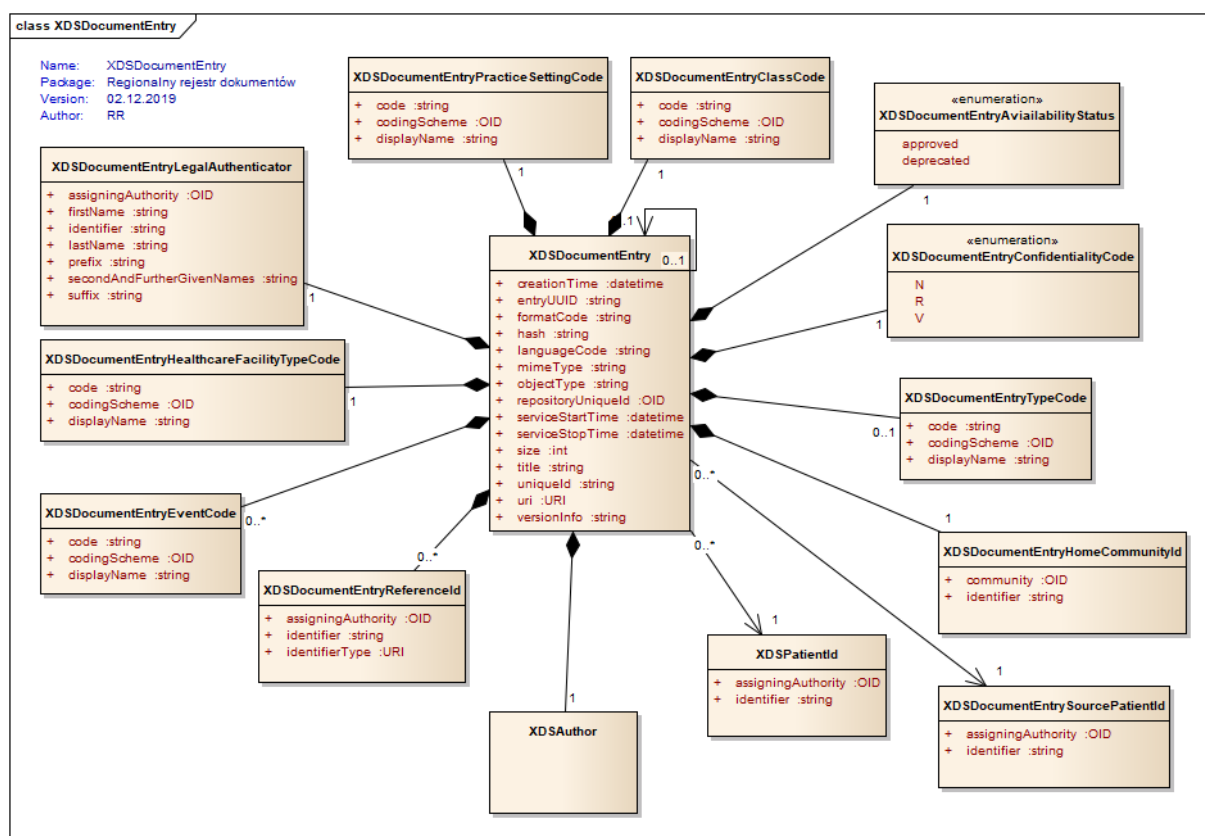 class XDSDocumentEntry
Name: XDSDocumentEntry
Package: Regionalny rejestr dokumentów
Version: 02.12.2019
Author: RR
XDSDocumentEntryPracticeSettingCode
+ code :string
+ codingScheme :OID
+ displayName :string
1
XDSDocumentEntryClassCode
+ code :string
+ codingScheme :OID
+ displayName :string
1
«enumeration»
XDSDocumentEntryAviailabilityStatus
approved
deprecated
1
XDSDocumentEntryLegalAuthenticator
+ assigningAuthority :OID
+ firstName :string
+ identifier :string
+ lastName :string
+ prefix :string
+ secondAndFurtherGivenNames :string
+ suffix :string
1
«enumeration»
XDSDocumentEntryConfidentialityCode
N
R
V
1
XDSDocumentEntry
+ creationTime :datetime
+ entryUUID :string
+ formatCode :string
+ hash :string
+ languageCode :string
+ mimeType :string
+ objectType :string
+ repositoryUniqueId :OID
+ serviceStartTime :datetime
+ serviceStopTime :datetime
+ size :int
+ title :string
+ uniqueId :string
+ uri :URI
+ versionInfo :string
..1
0..1
XDSDocumentEntryHealthcareFacilityTypeCode
+ code :string
+ codingScheme :OID
+ displayName :string
1
XDSDocumentEntryTypeCode
+ code :string
+ codingScheme :OID
+ displayName :string
0..1
XDSDocumentEntryEventCode
+ code :string
+ codingScheme :OID
+ displayName :string
0..*
XDSDocumentEntryReferenceId
+ assigningAuthority :OID
+ identifier :string
+ identifierType :URI
0..*
XDSDocumentEntryHomeCommunityId
+ community :OID
+ identifier :string
1
XDSPatientId
+ assigningAuthority :OID
+ identifier :string
0..*
1
XDSDocumentEntrySourcePatientId
+ assigningAuthority :OID
+ identifier :string
0..*
1
XDSAuthor
1